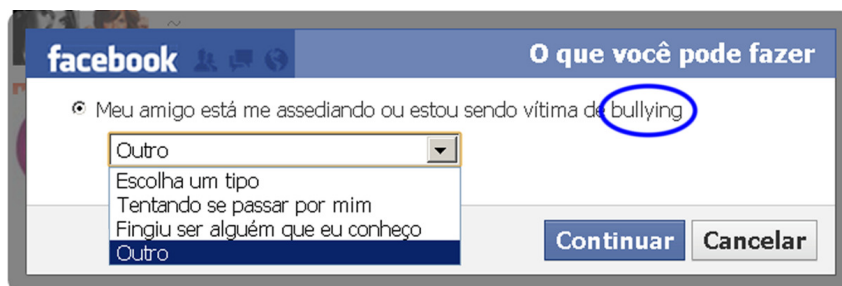 facebook O que você pode fazer
Meu amigo está me assediando ou estou sendo vítima de bullying
Outro
Escolha um tipo
Tentando se passar por mim
Fingiu ser alguém que eu conheço
Outro
Continuar Cancelar